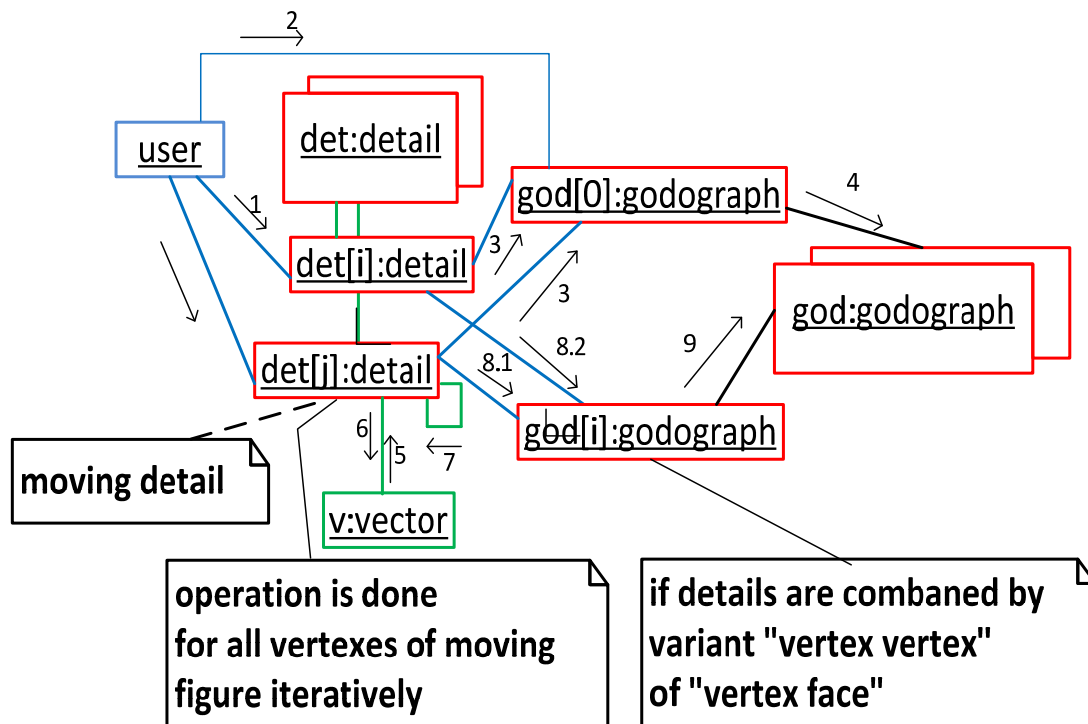 2
det:detail
user
god[0]:godograph
4
1
3
det[i]:detail
3
god:godograph
8.2
9
8.1
det[j]:detail
god[i]:godograph
6
5
7
moving detail
v:vector
operation is done
for all vertexes of moving
figure iteratively
if details are combaned by
variant "vertex vertex"
of "vertex face"